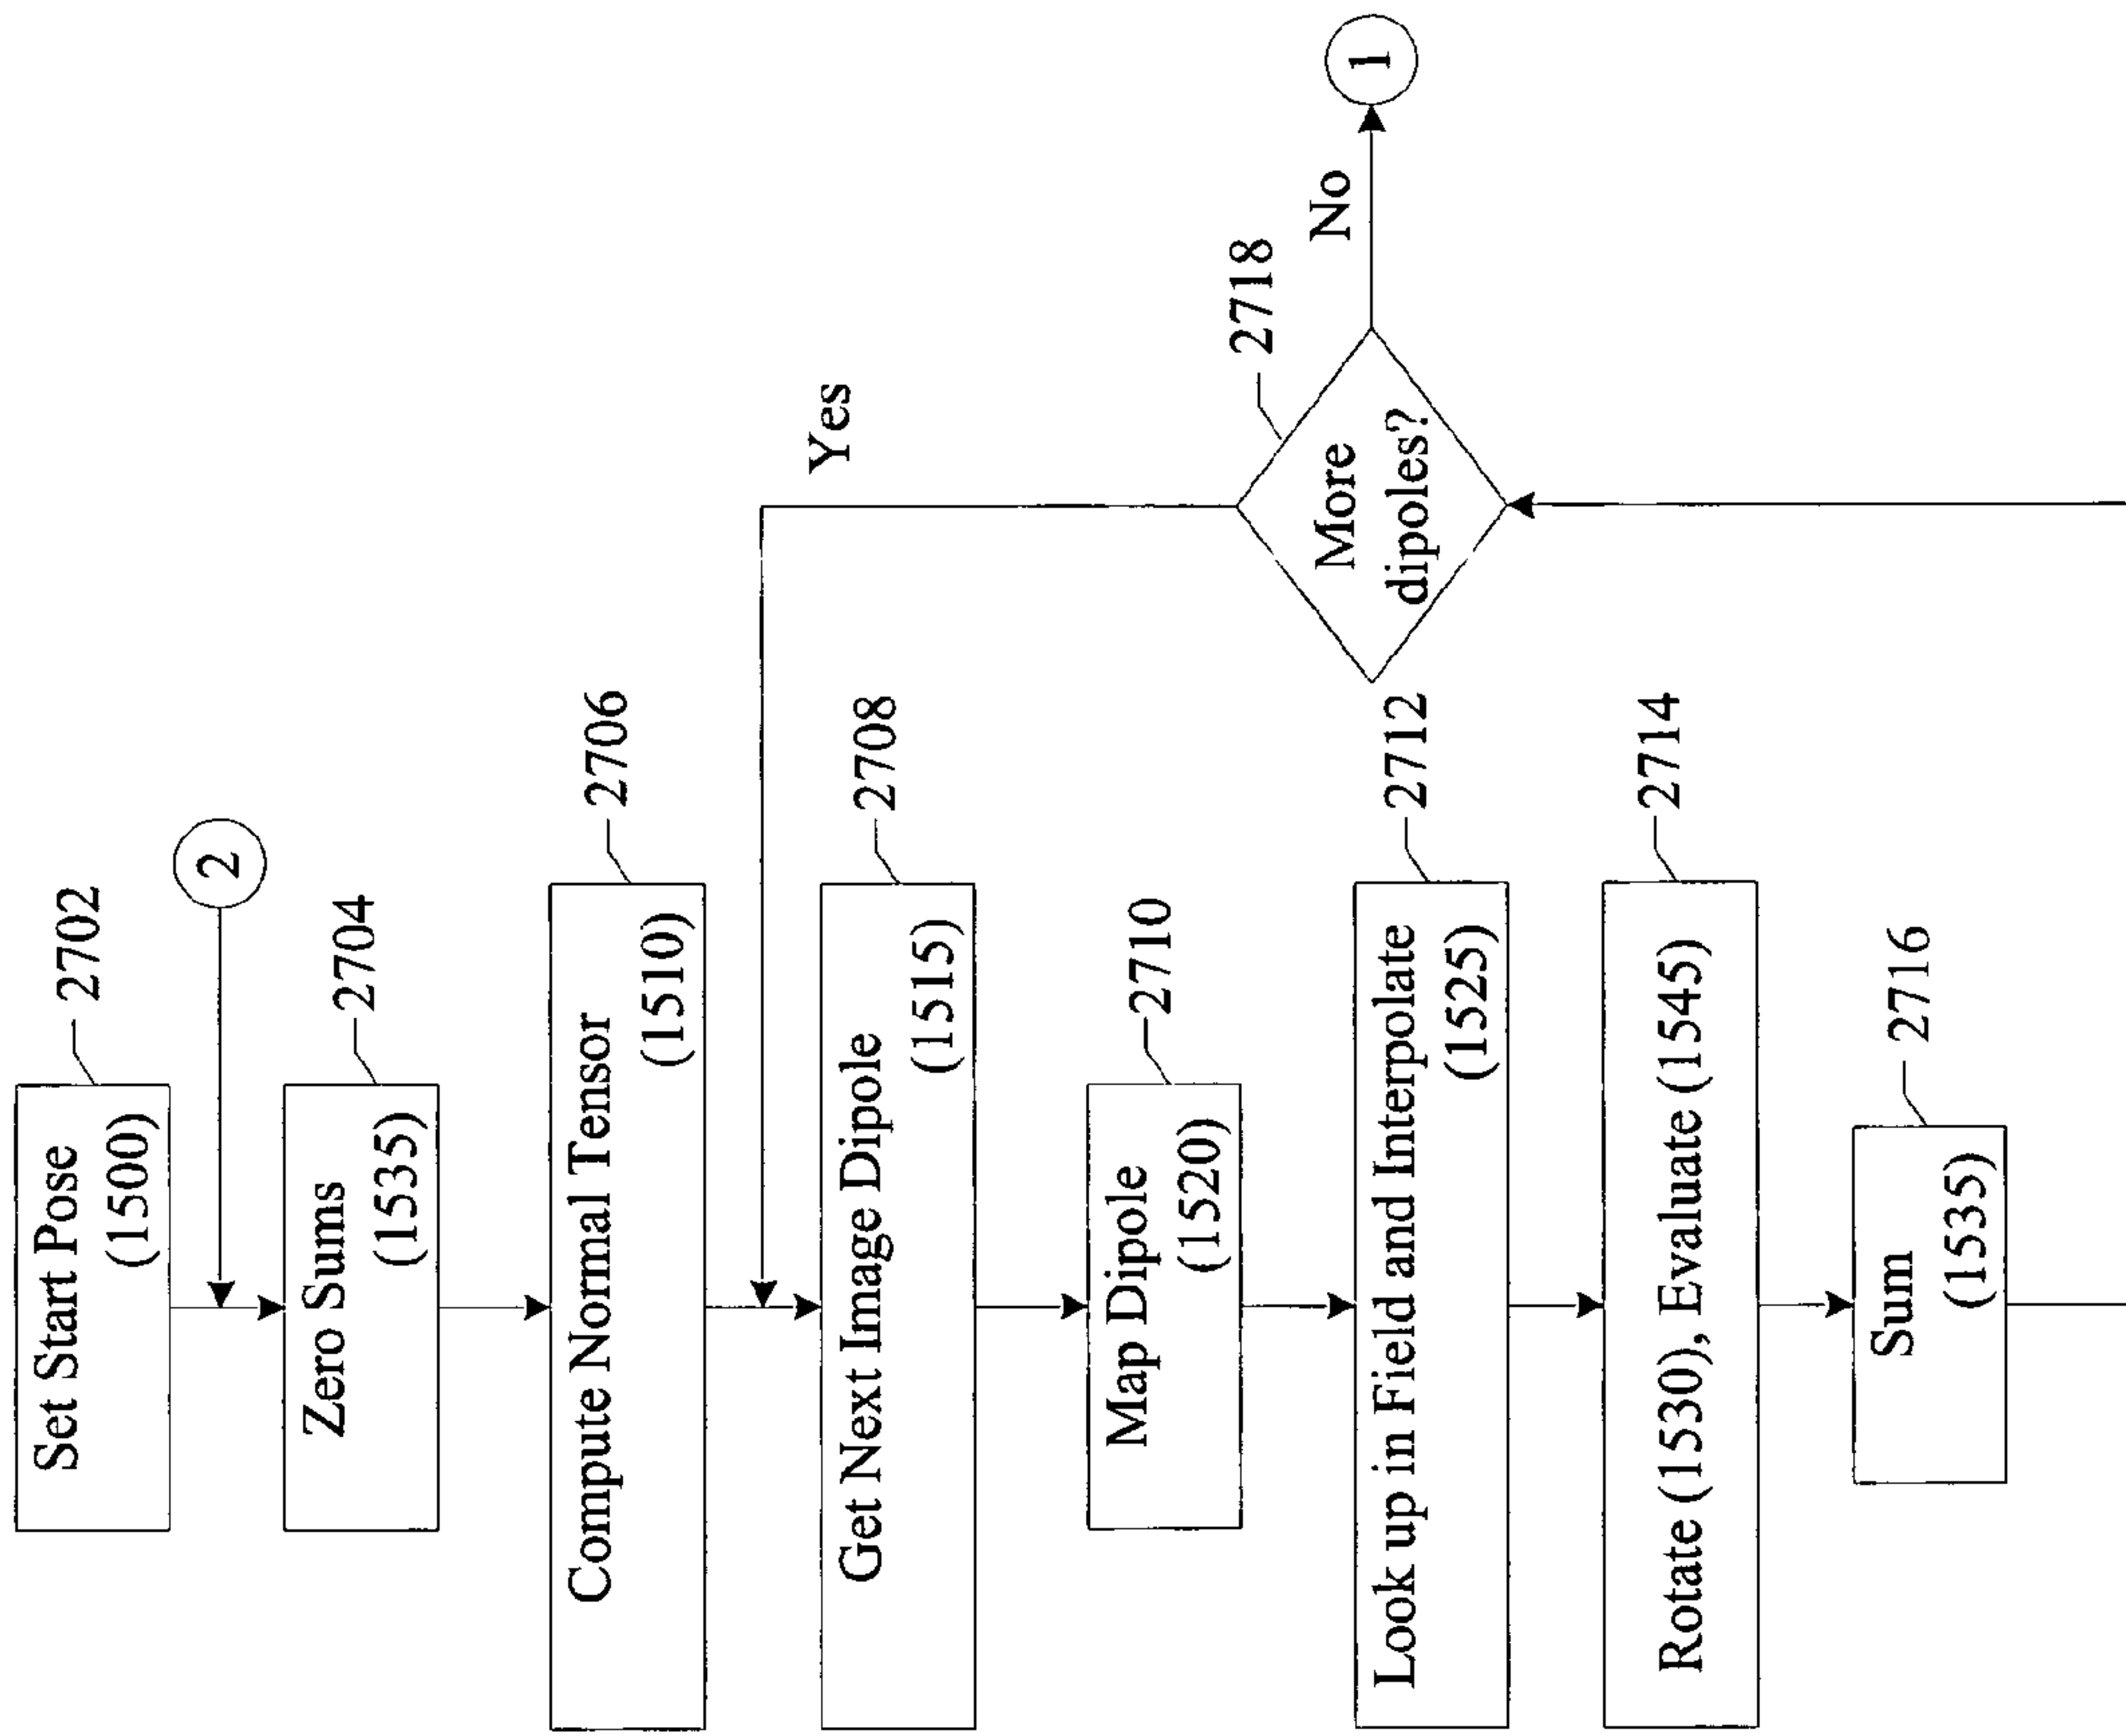 Set Start Pose
(1500)
2702
2
Zero Sums
(1535)
2704
Compute Normal Tensor
(1510)
2706
Get Next Image Dipole
(1515)
2708
Map Dipole
(1520)
2710
Look up in Field and Interpolate
(1525)
2712
Rotate (1530), Evaluate (1545)
2714
Sum
(1535)
2716
Yes
More
dipoles?
2718
No
1